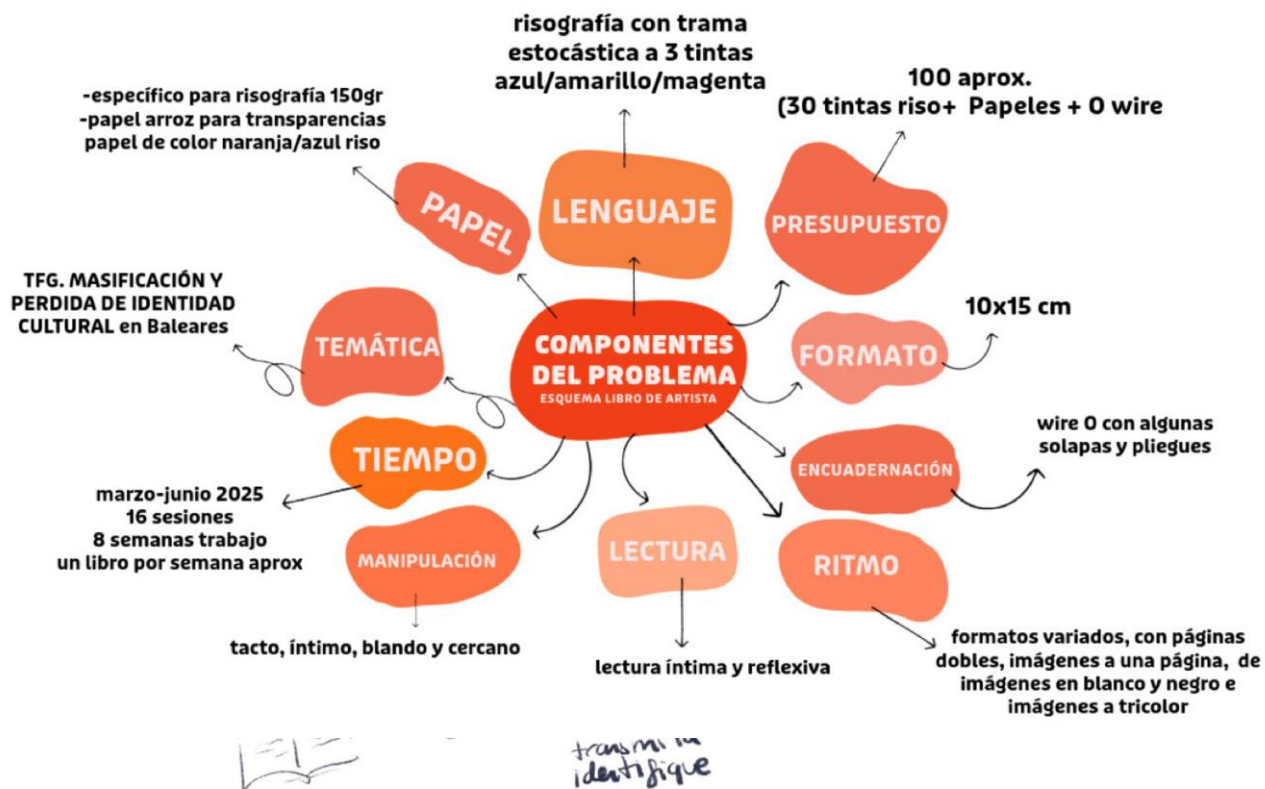 risografía con trama
estocástica a 3 tintas
azul/amarillo/magenta
100 aprox.
(30 tintas riso+ Papeles + O wire
-específico para risografía 150gr
-papel arroz para transparencias
papel de color naranja/azul riso
PAPEL
LENGUAJE
PRESUPUESTO
TFG. MASIFICACIÓN Y
PERDIDA DE IDENTIDAD
CULTURAL en Baleares
TEMÁTICA
COMPONENTES
DEL PROBLEMA
ESQUEMA LIBRO DE ARTISTA
FORMATO
10x15 cm
wire O con algunas
solapas y pliegues
TIEMPO
ENCUADERNACIÓN
marzo-junio 2025
16 sesiones
8 semanas trabajo
un libro por semana aprox
MANIPULACIÓN
LECTURA
RITMO
tacto, íntimo, blando y cercano
lectura íntima y reflexiva
formatos variados, con páginas
dobles, imágenes a una página, de
imágenes en blanco y negro e
imágenes a tricolor
identifique